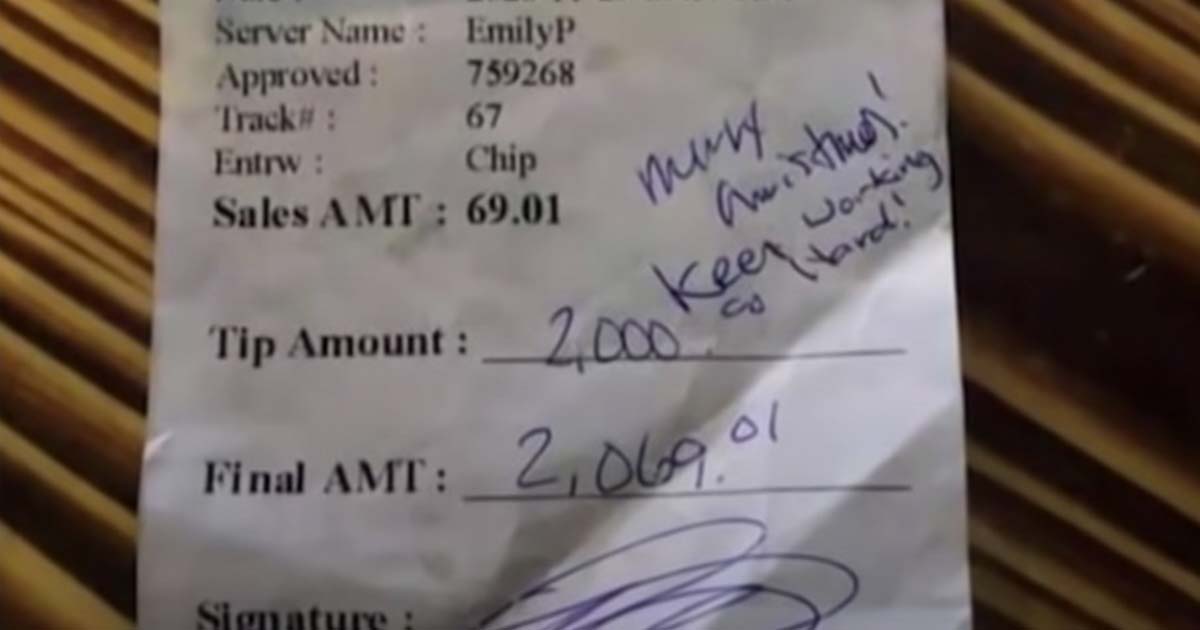 Server Name : EmilyP
Approved : 759268
Track# : 67
Entrw : Chip
Sales AMT : 69.01
Merry
Christmas!
Keep working
so hard!
Tip Amount : 2,000
Final AMT : 2,069.01
Signature :